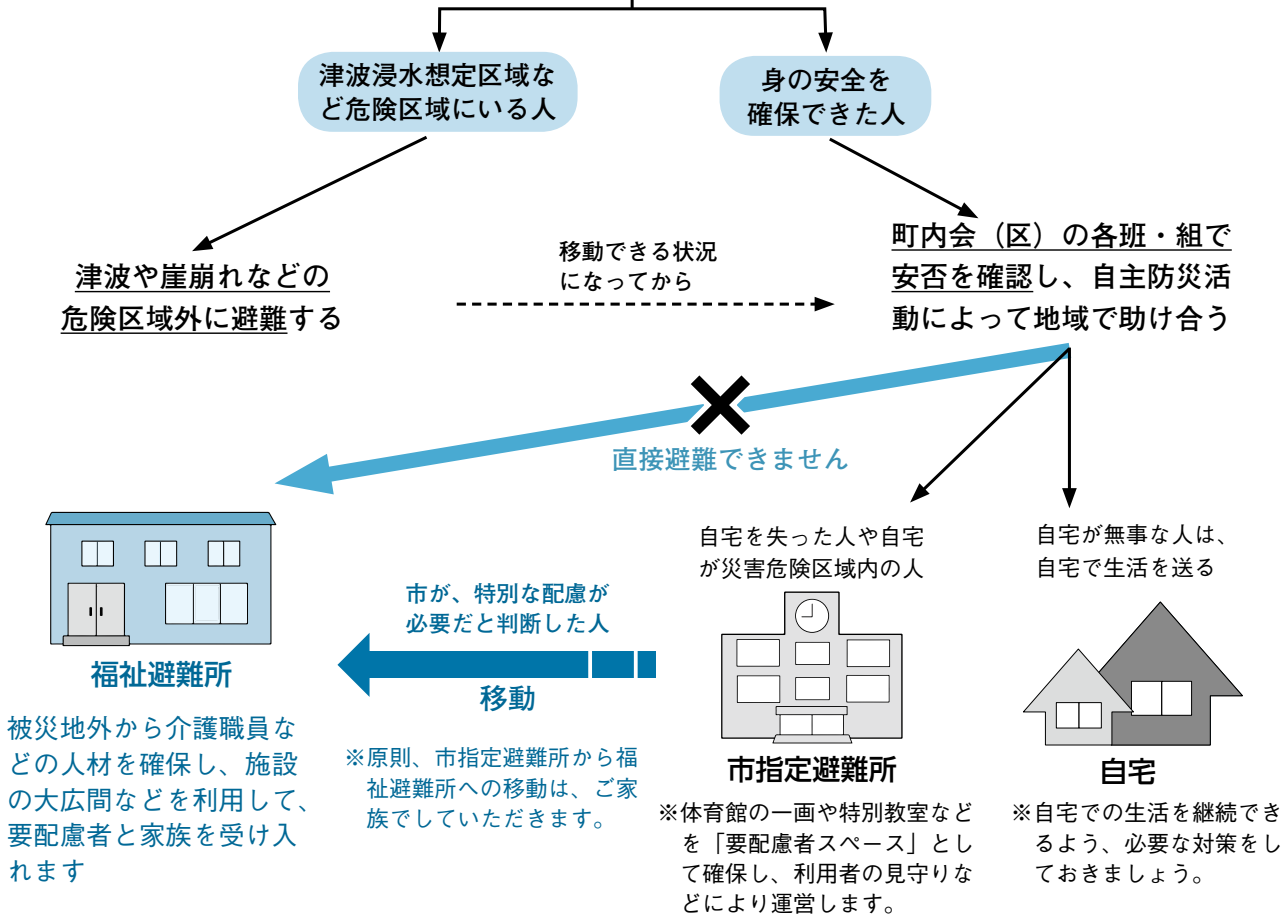 津波浸水想定区域な
ど危険区域にいる人
身の安全を
確保できた人
津波や崖崩れなどの
危険区域外に避難する
移動できる状況
になってから
町内会（区）の各班・組で
安否を確認し、自主防災活
動によって地域で助け合う
直接避難できません
自宅を失った人や自宅
が災害危険区域内の人
自宅が無事な人は、
自宅で生活を送る
市が、特別な配慮が
必要だと判断した人
移動
※原則、市指定避難所から福
祉避難所への移動は、ご家
族でしていただきます。
福祉避難所
被災地外から介護職員な
どの人材を確保し、施設
の大広間などを利用して、
要配慮者と家族を受け入
れます
市指定避難所
※体育館の一画や特別教室など
を「要配慮者スペース」とし
て確保し、利用者の見守りな
どにより運営します。
自宅
※自宅での生活を継続でき
るよう、必要な対策をし
ておきましょう。